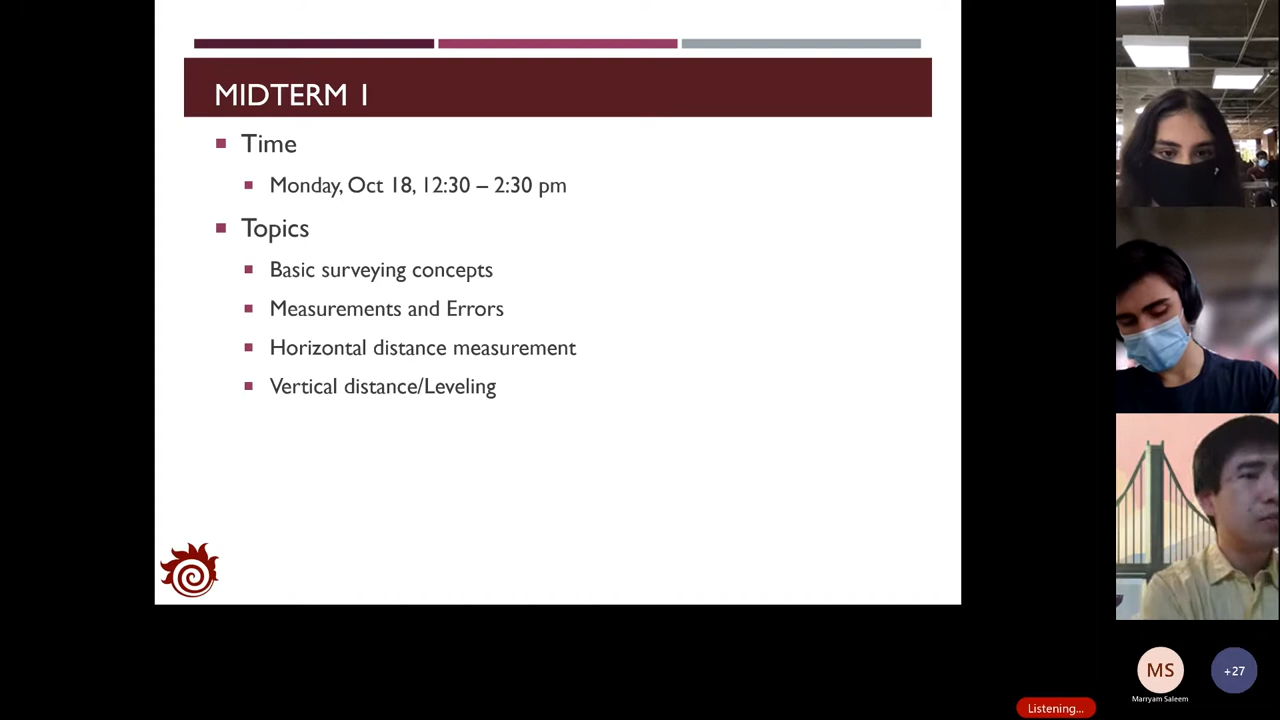 MIDTERM 1
Time
Monday, Oct 18, 12:30 – 2:30 pm
Topics
Basic surveying concepts
Measurements and Errors
Horizontal distance measurement
Vertical distance/Leveling
MS
+27
Marryam Saleem
Listening...